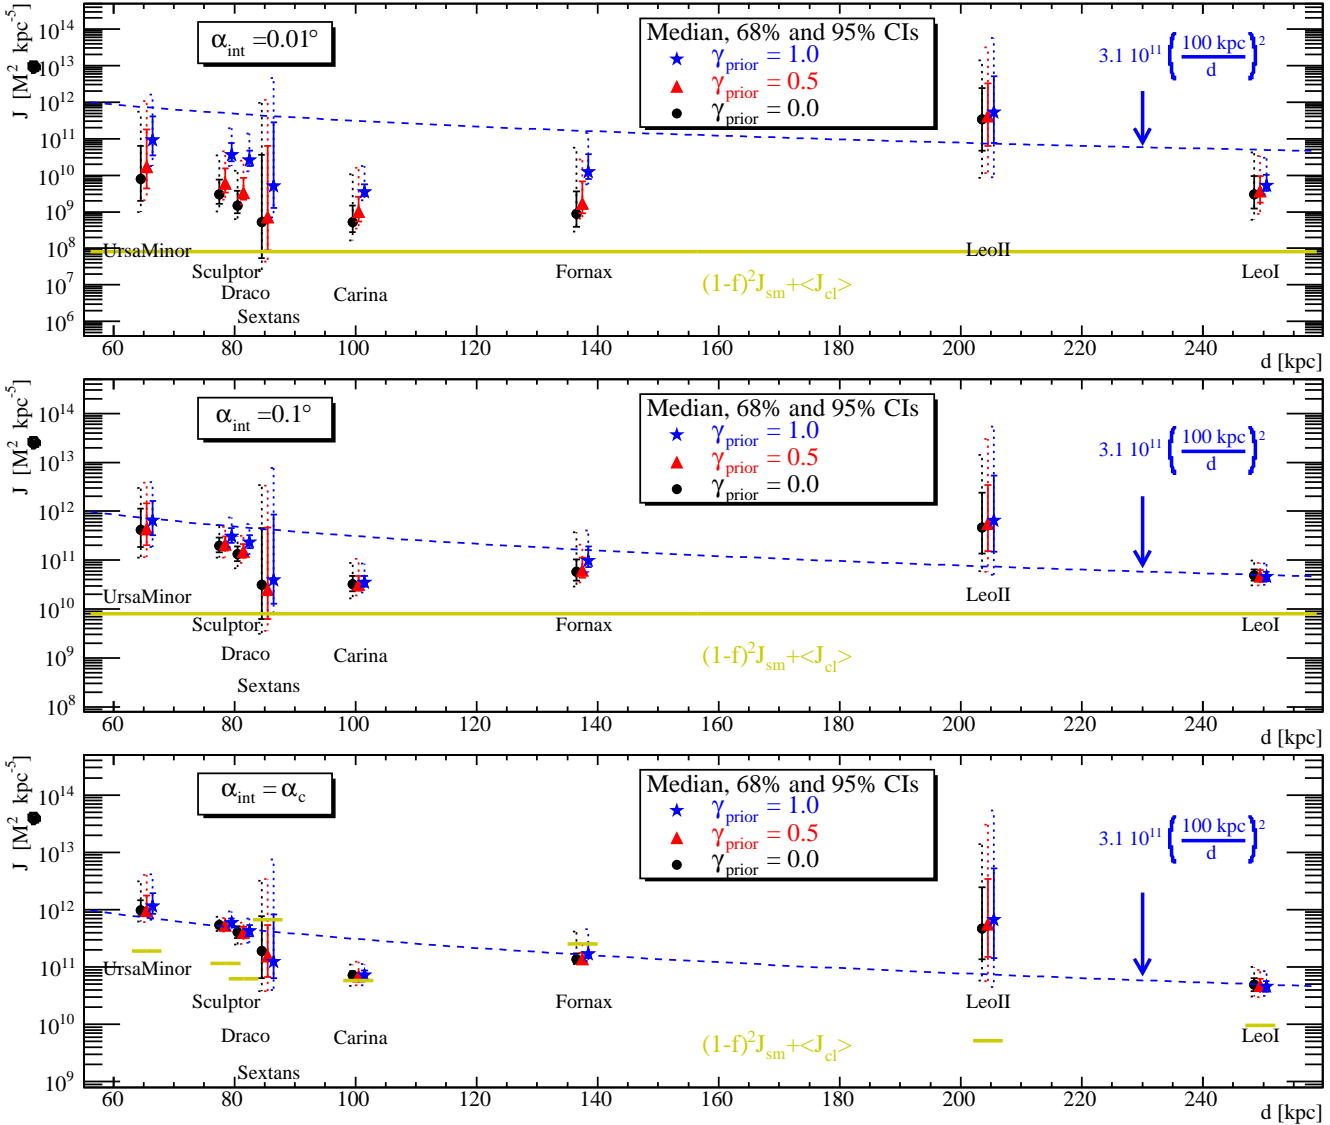 α_int =0.01°
Median, 68% and 95% CIs
γ_prior = 1.0
γ_prior = 0.5
γ_prior = 0.0
3.1 10^11 (100 kpc / d)^2
J [M^2 kpc^-5]
10^14
10^13
10^12
10^11
10^10
10^9
10^8
10^7
10^6
UrsaMinor
Sculptor
Draco
Sextans
Carina
Fornax
LeoII
LeoI
(1-f)^2J_sm+<J_cl>
60 80 100 120 140 160 180 200 220 240
d [kpc]
α_int =0.1°
Median, 68% and 95% CIs
γ_prior = 1.0
γ_prior = 0.5
γ_prior = 0.0
3.1 10^11 (100 kpc / d)^2
J [M^2 kpc^-5]
10^14
10^13
10^12
10^11
10^10
10^9
10^8
UrsaMinor
Sculptor
Draco
Sextans
Carina
Fornax
LeoII
LeoI
(1-f)^2J_sm+<J_cl>
60 80 100 120 140 160 180 200 220 240
d [kpc]
α_int = α_c
Median, 68% and 95% CIs
γ_prior = 1.0
γ_prior = 0.5
γ_prior = 0.0
3.1 10^11 (100 kpc / d)^2
J [M^2 kpc^-5]
10^14
10^13
10^12
10^11
10^10
10^9
UrsaMinor
Sculptor
Draco
Sextans
Carina
Fornax
LeoII
LeoI
(1-f)^2J_sm+<J_cl>
60 80 100 120 140 160 180 200 220 240
d [kpc]